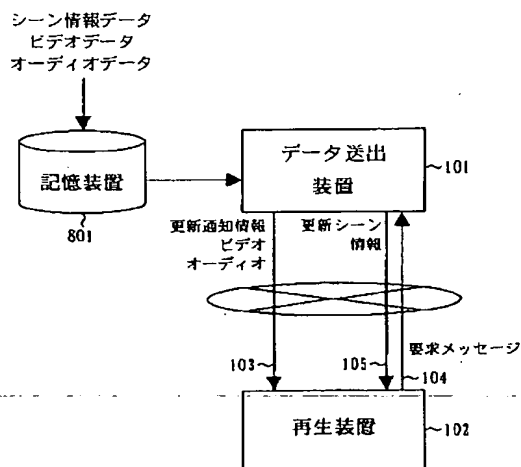 シーン情報データ
ビデオデータ
オーディオデータ
記憶装置
801
データ送出
装置
101
更新通知情報
ビデオ
オーディオ
更新シーン
情報
要求メッセージ
103
105
104
再生装置
102